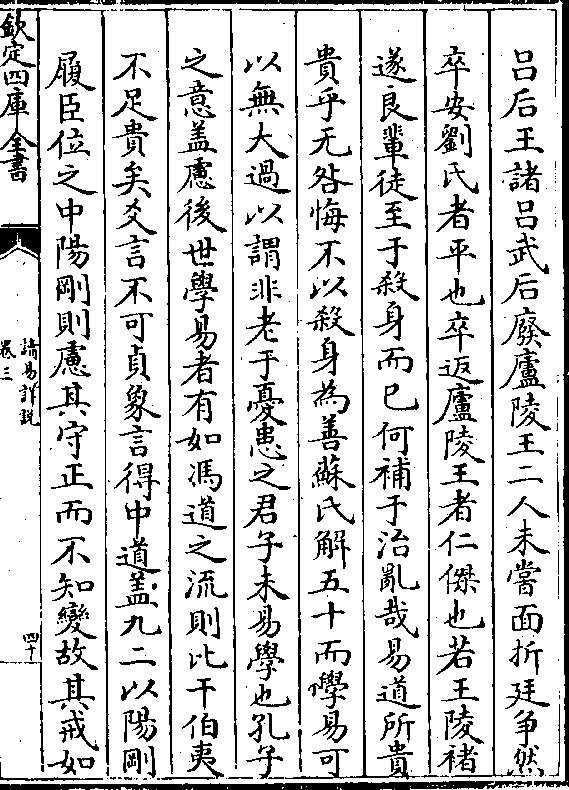 呂后王諸呂武后廢廬陵王二人未嘗面折廷争然
卒安劉氏者平也卒返廬陵王者仁傑也若王陵褚
遂良輩徒至于殺身而已何補于治亂哉易道所貴
貴乎无咎悔不以殺身為善蘇氏解五十而學易可
以無大過以謂非老于憂患之君子未易學也孔子
之意盖慮後世學易者有如馮道之流則比干伯夷
不足貴矣爻言不可貞象言得中道盖九二以陽剛
履臣位之中陽剛則慮其守正而不知變故其戒如
欽定四庫全書
讀易詳説
卷三
四十